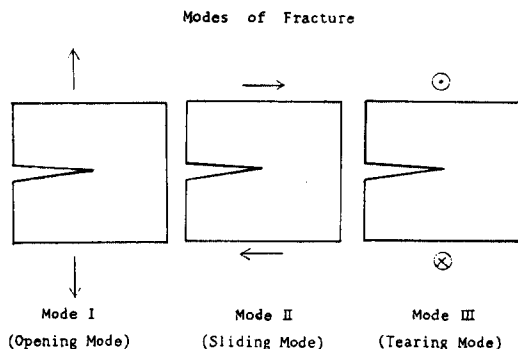 Modes of Fracture
Mode I
(Opening Mode)
Mode II
(Sliding Mode)
Mode III
(Tearing Mode)